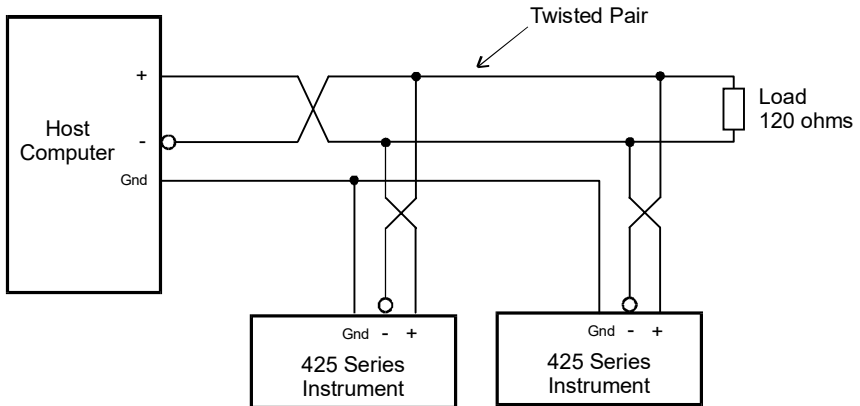 Twisted Pair
+
Host
Computer
-
Gnd
Load
120 ohms
Gnd - +
425 Series
Instrument
Gnd - +
425 Series
Instrument